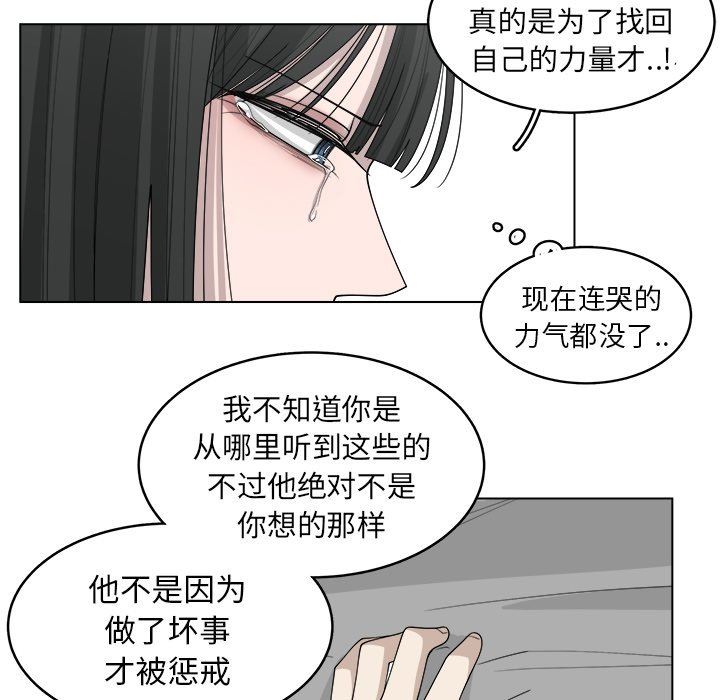 真的是为了找回
自己的力量才..!
现在连哭的
力气都没了..
我不知道你是
从哪里听到这些的
不过他绝对不是
你想的那样
他不是因为
做了坏事
才被惩戒